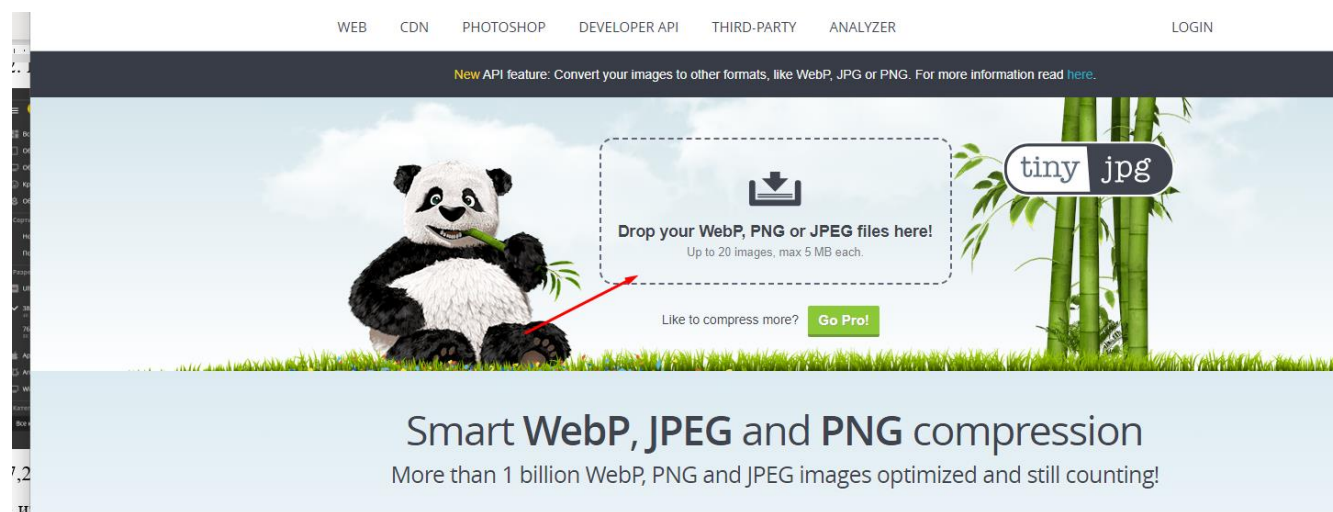 WEB CDN PHOTOSHOP DEVELOPER API THIRD-PARTY ANALYZER LOGIN
New API feature: Convert your images to other formats, like WebP, JPG or PNG. For more information read here.
tiny jpg
Drop your WebP, PNG or JPEG files here!
Up to 20 images, max 5 MB each.
Like to compress more? Go Pro!
Smart WebP, JPEG and PNG compression
More than 1 billion WebP, PNG and JPEG images optimized and still counting!